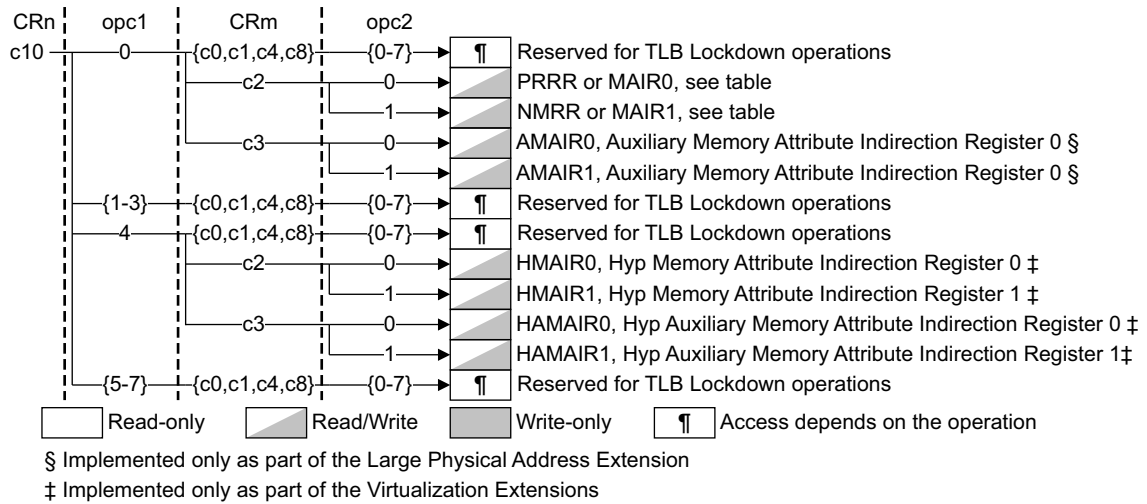 CRn opc1 CRm opc2
c10 0 {c0,c1,c4,c8} {0-7} ¶ Reserved for TLB Lockdown operations
c2 0 PRRR or MAIR0, see table
1 NMRR or MAIR1, see table
c3 0 AMAIR0, Auxiliary Memory Attribute Indirection Register 0 §
1 AMAIR1, Auxiliary Memory Attribute Indirection Register 0 §
{1-3} {c0,c1,c4,c8} {0-7} ¶ Reserved for TLB Lockdown operations
4 {c0,c1,c4,c8} {0-7} ¶ Reserved for TLB Lockdown operations
c2 0 HMAIR0, Hyp Memory Attribute Indirection Register 0 ‡
1 HMAIR1, Hyp Memory Attribute Indirection Register 1 ‡
c3 0 HAMAIR0, Hyp Auxiliary Memory Attribute Indirection Register 0 ‡
1 HAMAIR1, Hyp Auxiliary Memory Attribute Indirection Register 1‡
{5-7} {c0,c1,c4,c8} {0-7} ¶ Reserved for TLB Lockdown operations
Read-only Read/Write Write-only ¶ Access depends on the operation
§ Implemented only as part of the Large Physical Address Extension
‡ Implemented only as part of the Virtualization Extensions